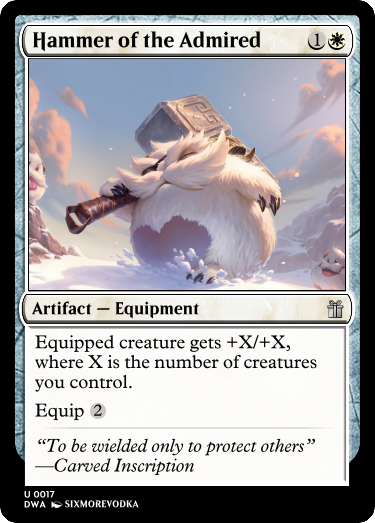 Hammer of the Admired 1
Artifact — Equipment
Equipped creature gets +X/+X,
where X is the number of creatures
you control.
Equip 2
“To be wielded only to protect others”
—Carved Inscription
U 0017
DWA SIXMOREVODKA